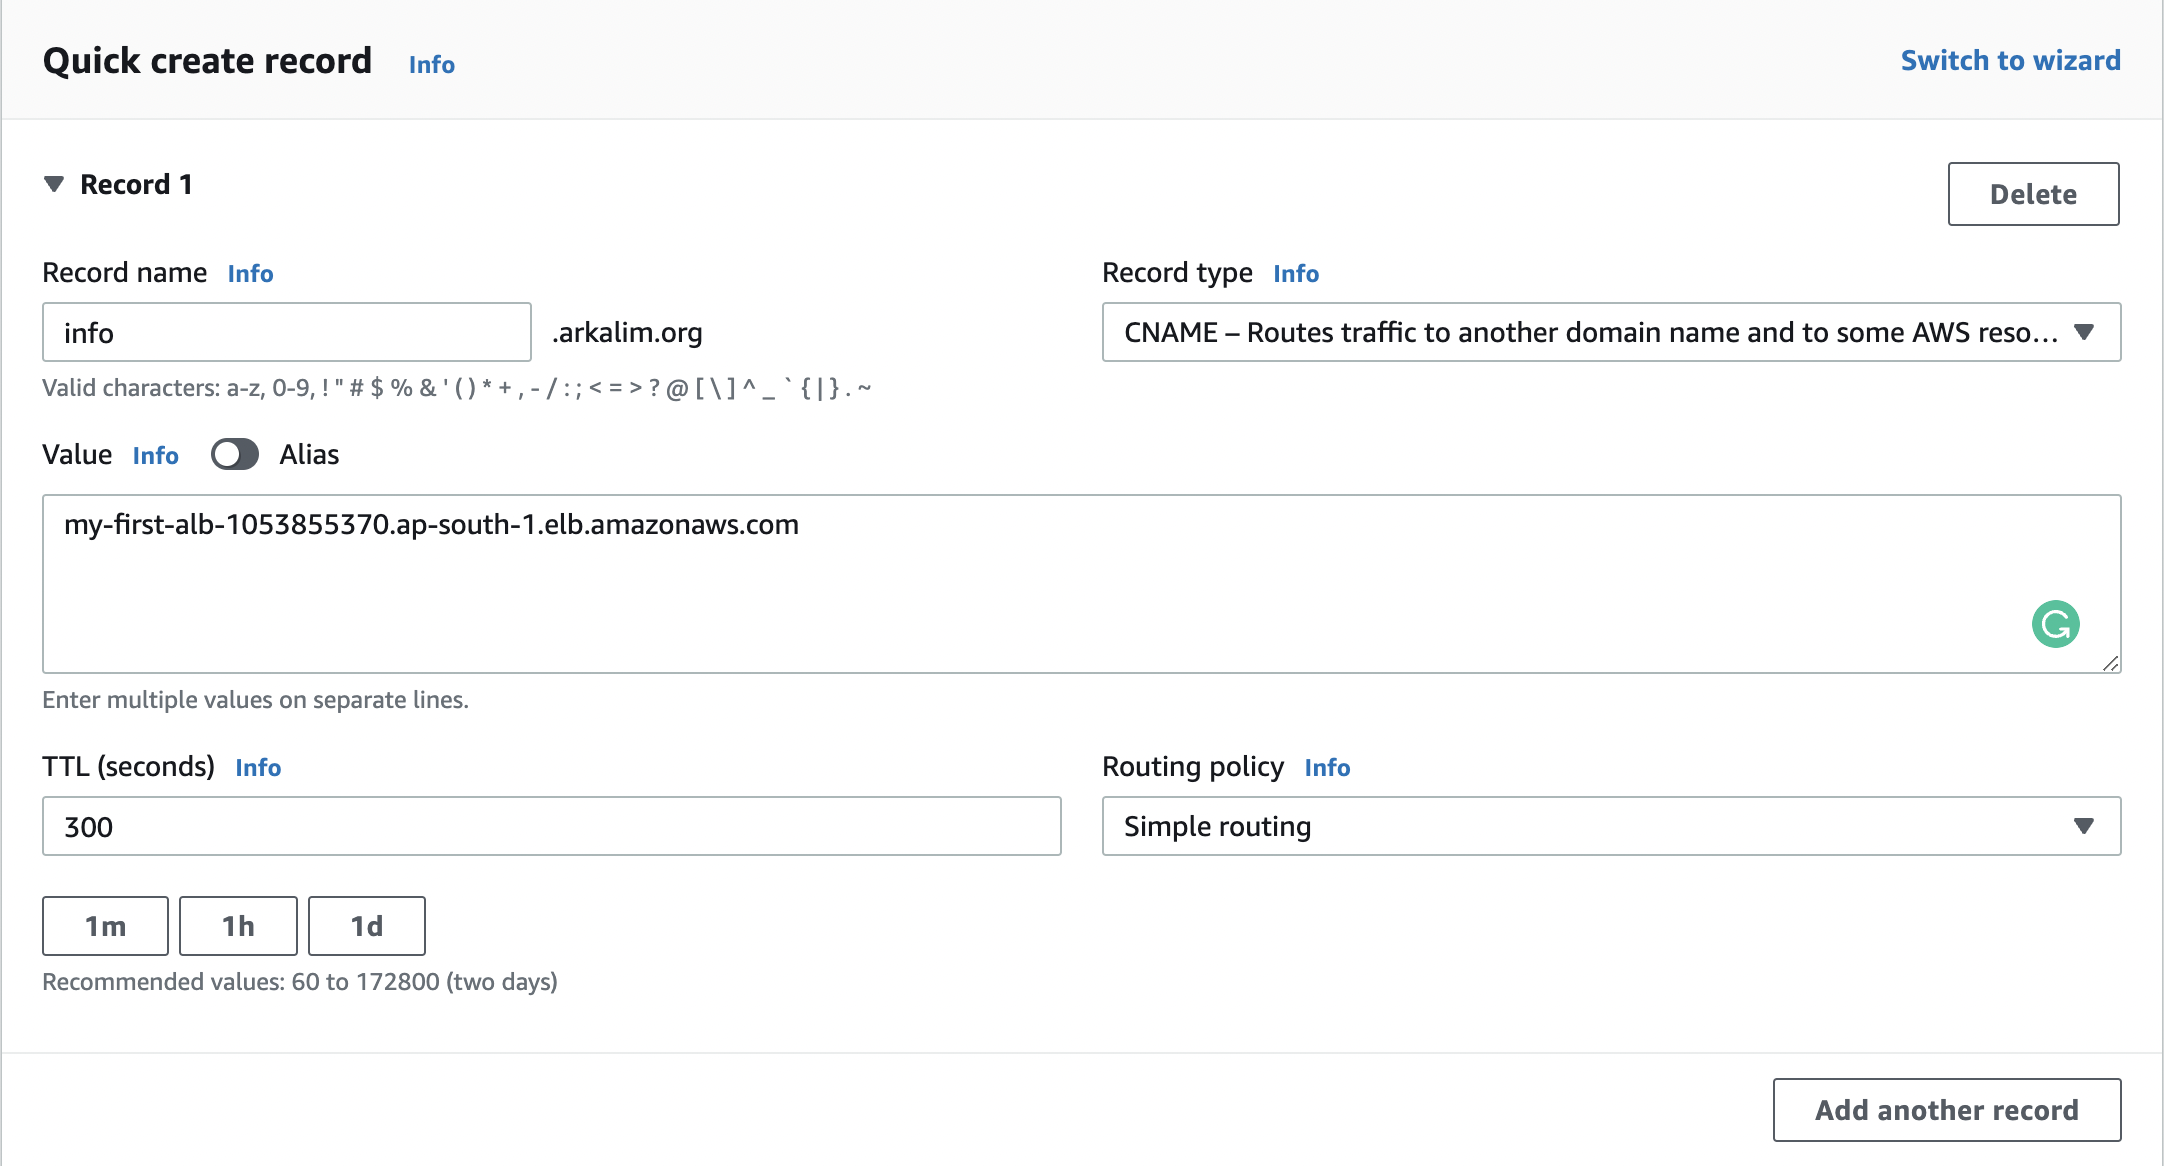 Quick create record Info Switch to wizard
Record 1 Delete
Record name Info Record type Info
info .arkalim.org CNAME – Routes traffic to another domain name and to some AWS reso...
Valid characters: a-z, 0-9, ! " # $ % & ' ( ) * + , - / : ; < = > ? @ [ \ ] ^ _ ` { | } . ~
Value Info Alias
my-first-alb-1053855370.ap-south-1.elb.amazonaws.com
Enter multiple values on separate lines.
TTL (seconds) Info Routing policy Info
300 Simple routing
1m 1h 1d
Recommended values: 60 to 172800 (two days)
Add another record